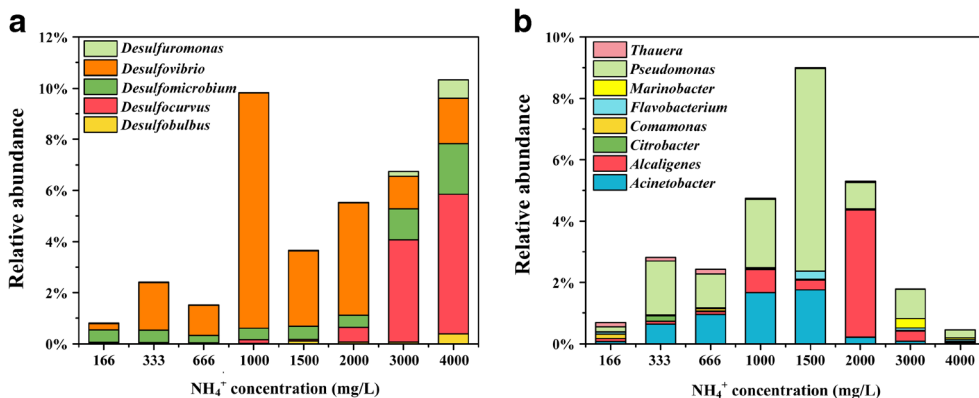 a
12%
10%
8%
6%
4%
2%
0%
Relative abundance
Desulfuromonas
Desulfovibrio
Desulfomicrobium
Desulfocurvus
Desulfobulbus
166 333 666 1000 1500 2000 3000 4000
NH₄⁺ concentration (mg/L)
b
10%
8%
6%
4%
2%
0%
Relative abundance
Thauera
Pseudomonas
Marinobacter
Flavobacterium
Comamonas
Citrobacter
Alcaligenes
Acinetobacter
166 333 666 1000 1500 2000 3000 4000
NH₄⁺ concentration (mg/L)